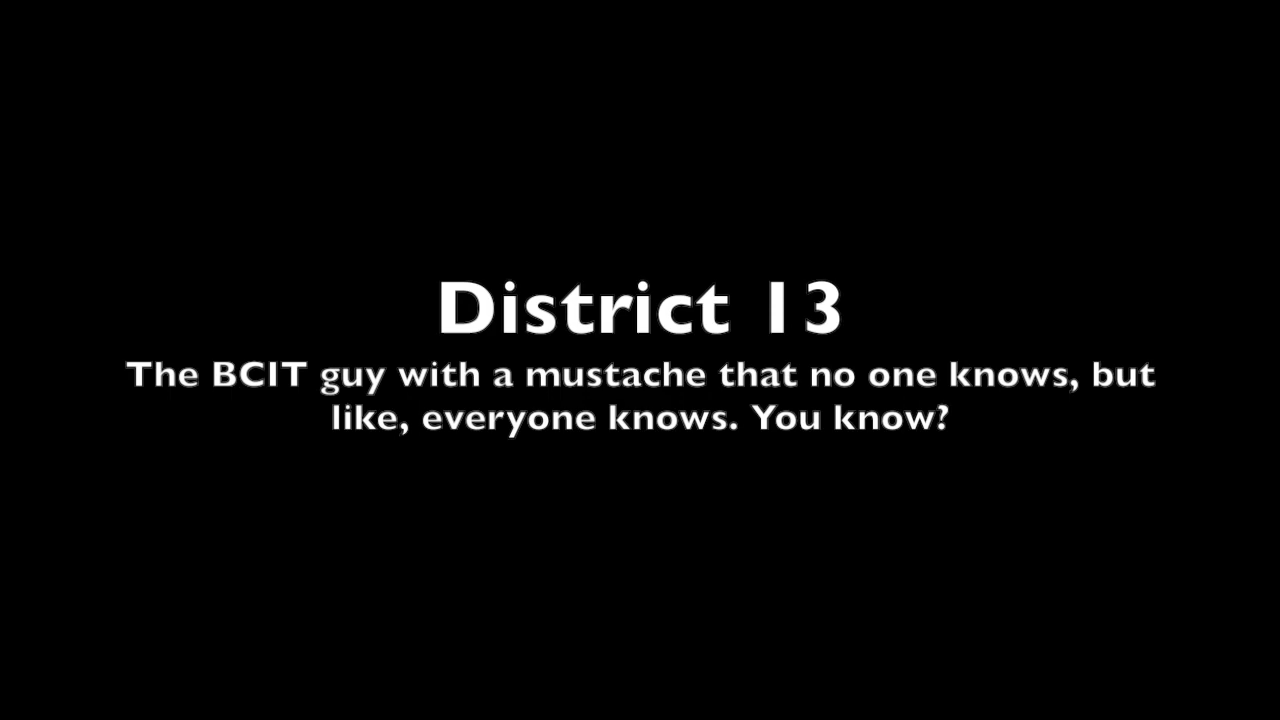 District 13
The BCIT guy with a mustache that no one knows, but
like, everyone knows. You know?